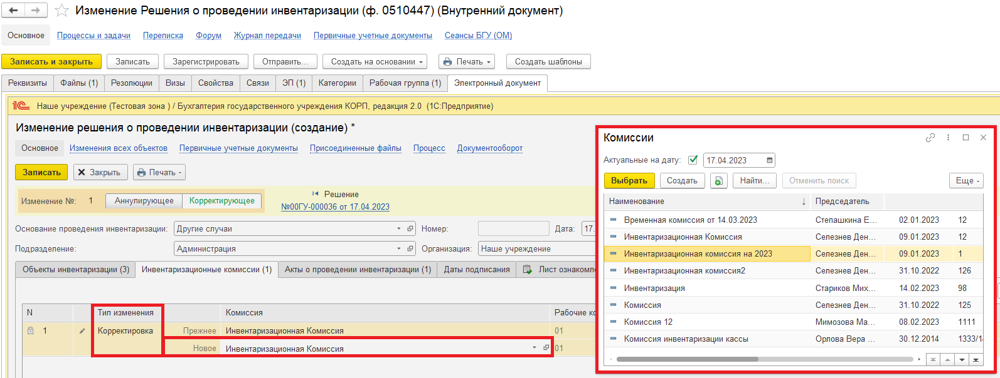 Изменение Решения о проведении инвентаризации (ф. 0510447) (Внутренний документ)
Основное Процессы и задачи Переписка Форум Журнал передачи Первичные учетные документы Сеансы БГУ (ОМ)
Записать и закрыть Записать Зарегистрировать Отправить... Создать на основании Печать Создать шаблоны
Реквизиты Файлы (1) Резолюции Визы Свойства Связи ЭП (1) Категории Рабочая группа (1) Электронный документ
1С Наше учреждение (Тестовая зона ) / Бухгалтерия государственного учреждения КОРП, редакция 2.0 (1С:Предприятие)
Изменение решения о проведении инвентаризации (создание) *
Основное Изменения всех объектов Первичные учетные документы Присоединенные файлы Процесс Документооборот
Записать Закрыть Печать
Изменение №: 1 Аннулирующее Корректирующее
Решение
№00ГУ-000036 от 17.04.2023
Основание проведения инвентаризации: Другие случаи Номер: Дата: 17.
Подразделение: Администрация Организация: Наше учреждение
Объекты инвентаризации (3) Инвентаризационные комиссии (1) Акты о проведении инвентаризации (1) Даты подписания Лист ознакомле
N Тип изменения Комиссия Рабочие ко
1 Корректировка Прежнее Инвентаризационная Комиссия 01
Новое Инвентаризационная Комиссия 01
Комиссии
Актуальные на дату: 17.04.2023
Выбрать Создать Найти... Отменить поиск Еще
Наименование ↓ Председатель
Временная комиссия от 14.03.2023 Степашкина Е... 02.01.2023 12
Инвентаризационная Комиссия Селезнев Ден... 09.01.2023 12
Инвентаризационная комиссия на 2023 Селезнев Ден... 09.01.2023 1
Инвентаризационная комиссия2 Селезнев Ден... 31.10.2022 126
Инвентаризация Стариков Мих... 14.02.2023 98
Комиссия Селезнев Ден... 31.10.2022 125
Комиссия 12 Мимозова Ма... 08.02.2023 1111
Комиссия инвентаризации кассы Орлова Вера ... 30.12.2014 1333/14